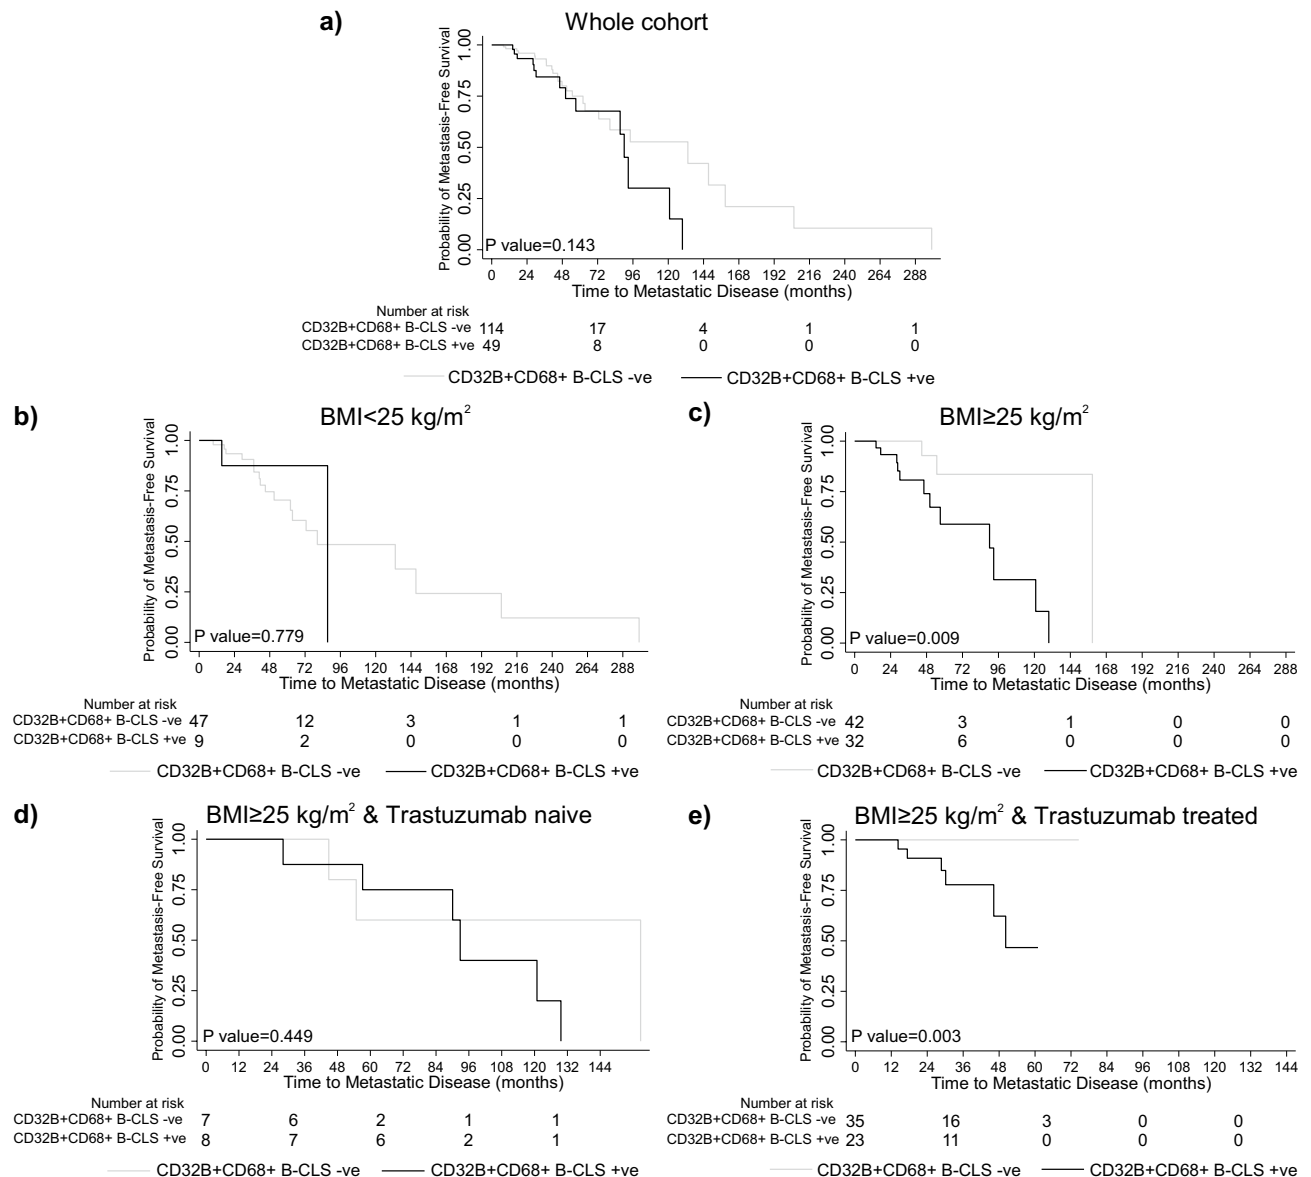 a)
Whole cohort
Probability of Metastasis-Free Survival
1.00
0.75
0.50
0.25
0.00
P value=0.143
0 24 48 72 96 120 144 168 192 216 240 264 288
Time to Metastatic Disease (months)
Number at risk
CD32B+CD68+ B-CLS -ve 114 17 4 1 1
CD32B+CD68+ B-CLS +ve 49 8 0 0 0
CD32B+CD68+ B-CLS -ve CD32B+CD68+ B-CLS +ve
b)
BMI<25 kg/m²
Probability of Metastasis-Free Survival
1.00
0.75
0.50
0.25
0.00
P value=0.779
0 24 48 72 96 120 144 168 192 216 240 264 288
Time to Metastatic Disease (months)
Number at risk
CD32B+CD68+ B-CLS -ve 47 12 3 1 1
CD32B+CD68+ B-CLS +ve 9 2 0 0 0
CD32B+CD68+ B-CLS -ve CD32B+CD68+ B-CLS +ve
c)
BMI≥25 kg/m²
Probability of Metastasis-Free Survival
1.00
0.75
0.50
0.25
0.00
P value=0.009
0 24 48 72 96 120 144 168 192 216 240 264 288
Time to Metastatic Disease (months)
Number at risk
CD32B+CD68+ B-CLS -ve 42 3 1 0 0
CD32B+CD68+ B-CLS +ve 32 6 0 0 0
CD32B+CD68+ B-CLS -ve CD32B+CD68+ B-CLS +ve
d)
BMI≥25 kg/m² & Trastuzumab naive
Probability of Metastasis-Free Survival
1.00
0.75
0.50
0.25
0.00
P value=0.449
0 12 24 36 48 60 72 84 96 108 120 132 144
Time to Metastatic Disease (months)
Number at risk
CD32B+CD68+ B-CLS -ve 7 6 2 1 1
CD32B+CD68+ B-CLS +ve 8 7 6 2 1
CD32B+CD68+ B-CLS -ve CD32B+CD68+ B-CLS +ve
e)
BMI≥25 kg/m² & Trastuzumab treated
Probability of Metastasis-Free Survival
1.00
0.75
0.50
0.25
0.00
P value=0.003
0 12 24 36 48 60 72 84 96 108 120 132 144
Time to Metastatic Disease (months)
Number at risk
CD32B+CD68+ B-CLS -ve 35 16 3 0 0
CD32B+CD68+ B-CLS +ve 23 11 0 0 0
CD32B+CD68+ B-CLS -ve CD32B+CD68+ B-CLS +ve